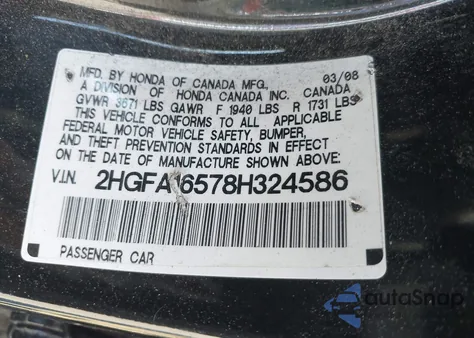 MFD. BY HONDA OF CANADA MFG. 03/08
A DIVISION OF HONDA CANADA INC. CANADA
GVWR 3671 LBS GAWR F 1940 LBS R 1731 LBS
THIS VEHICLE CONFORMS TO ALL APPLICABLE
FEDERAL MOTOR VEHICLE SAFETY, BUMPER,
AND THEFT PREVENTION STANDARDS IN EFFECT
ON THE DATE OF MANUFACTURE SHOWN ABOVE:
V.I.N.
PASSENGER CAR
autoSnap